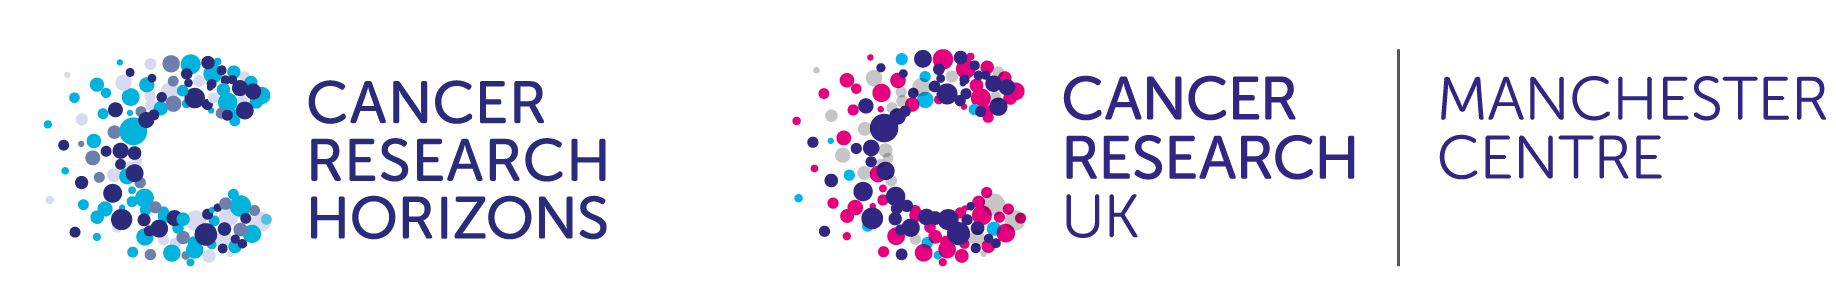 CANCER
RESEARCH
HORIZONS
CANCER
RESEARCH
UK
MANCHESTER
CENTRE